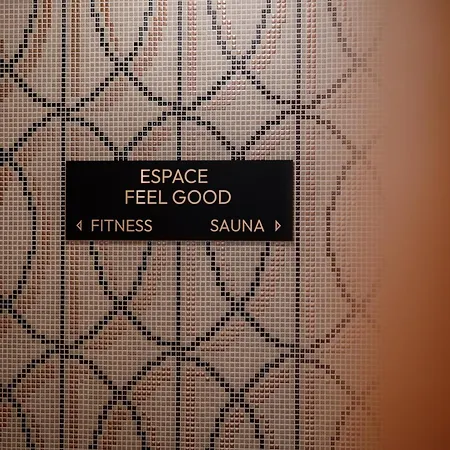 ESPACE
FEEL GOOD
◃ FITNESS SAUNA ▹